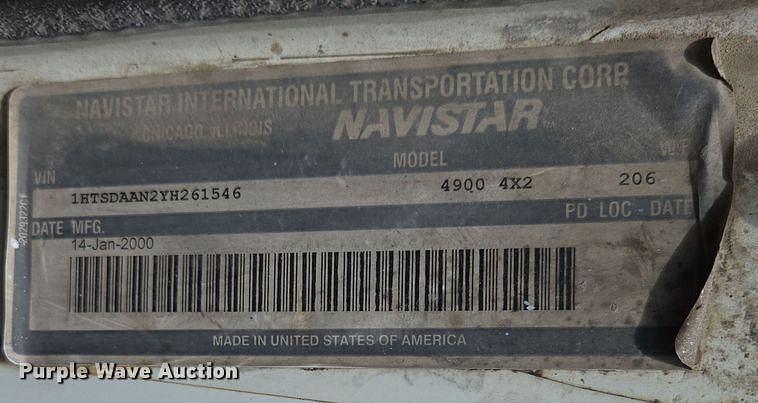 NAVISTAR INTERNATIONAL TRANSPORTATION CORP
CHICAGO, ILLINOIS
NAVISTAR
VIN MODEL
1HTSDAAN2YH261546 49Q0 4X2 206
DATE MFG. PD LOC - DATE
14-Jan-2000
MADE IN UNITED STATES OF AMERICA
Purple Wave Auction